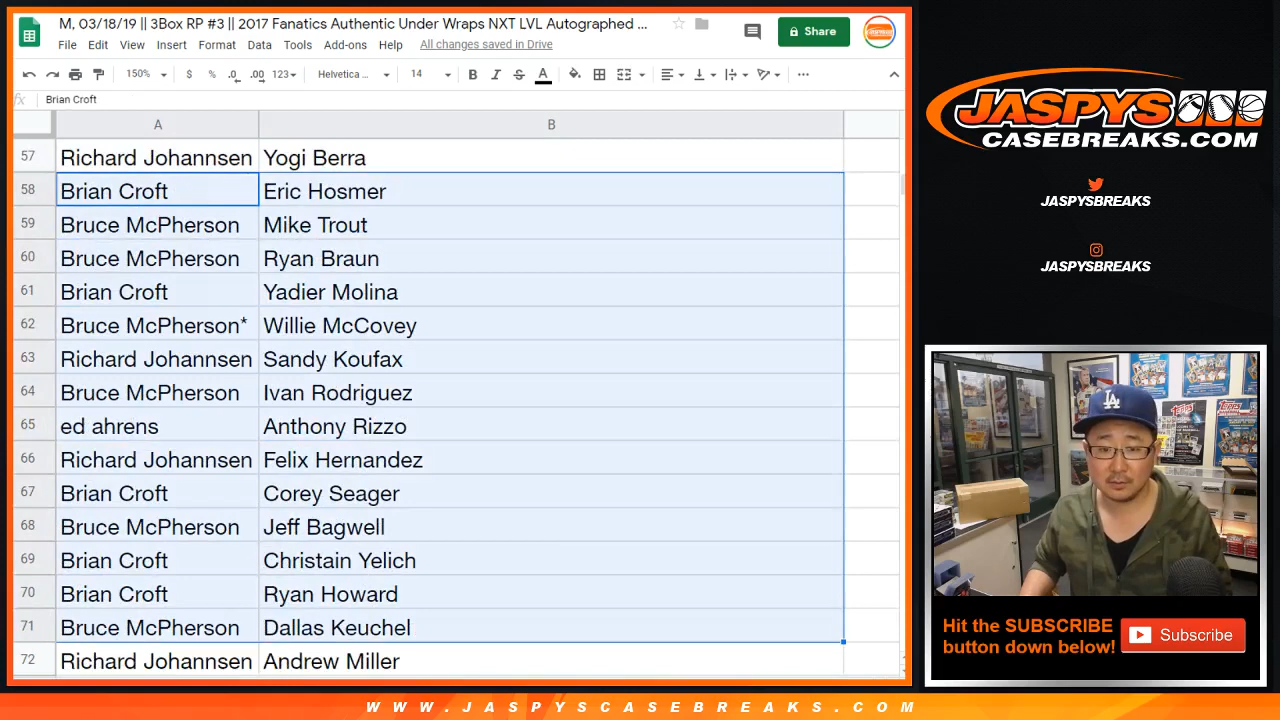 M, 03/18/19 || 3Box RP #3 || 2017 Fanatics Authentic Under Wraps NXT LVL Autographed ...
File Edit View Insert Format Data Tools Add-ons Help All changes saved in Drive
Share
150% $ % .0 .00 123 Helvetica ... 14 B I S A
fx Brian Croft
A B
57 Richard Johannsen Yogi Berra
58 Brian Croft Eric Hosmer
59 Bruce McPherson Mike Trout
60 Bruce McPherson Ryan Braun
61 Brian Croft Yadier Molina
62 Bruce McPherson* Willie McCovey
63 Richard Johannsen Sandy Koufax
64 Bruce McPherson Ivan Rodriguez
65 ed ahrens Anthony Rizzo
66 Richard Johannsen Felix Hernandez
67 Brian Croft Corey Seager
68 Bruce McPherson Jeff Bagwell
69 Brian Croft Christain Yelich
70 Brian Croft Ryan Howard
71 Bruce McPherson Dallas Keuchel
72 Richard Johannsen Andrew Miller
JASPYS
CASEBREAKS.COM
JASPYSBREAKS
JASPYSBREAKS
LA
Topps
Hit the SUBSCRIBE
button down below!
Subscribe
WWW.JASPYSCASEBREAKS.COM